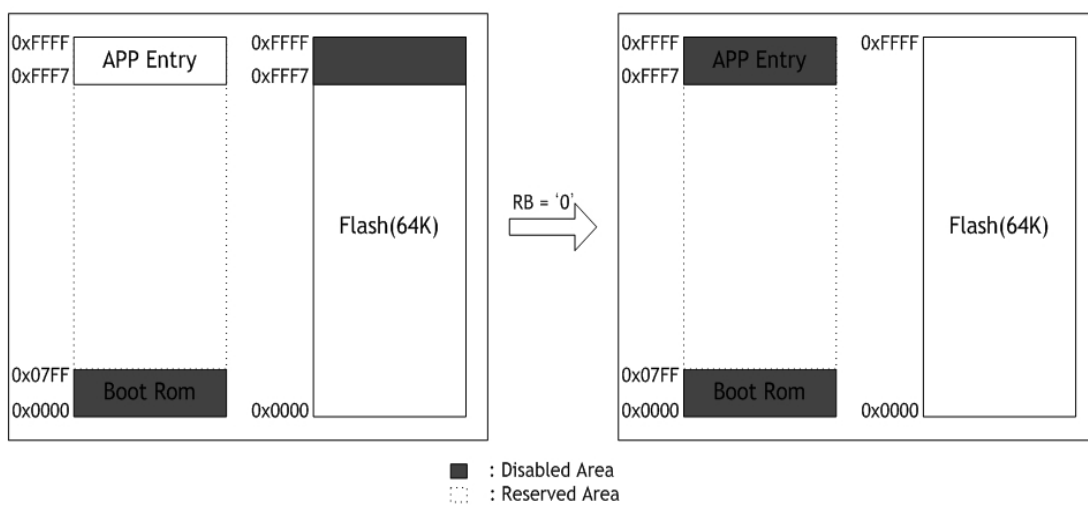 0xFFFF
APP Entry
0xFFF7
0x07FF
Boot Rom
0x0000
0xFFFF
0xFFF7
Flash(64K)
0x0000
RB = ‘0’
0xFFFF
APP Entry
0xFFF7
0x07FF
Boot Rom
0x0000
0xFFFF
Flash(64K)
0x0000
: Disabled Area
: Reserved Area